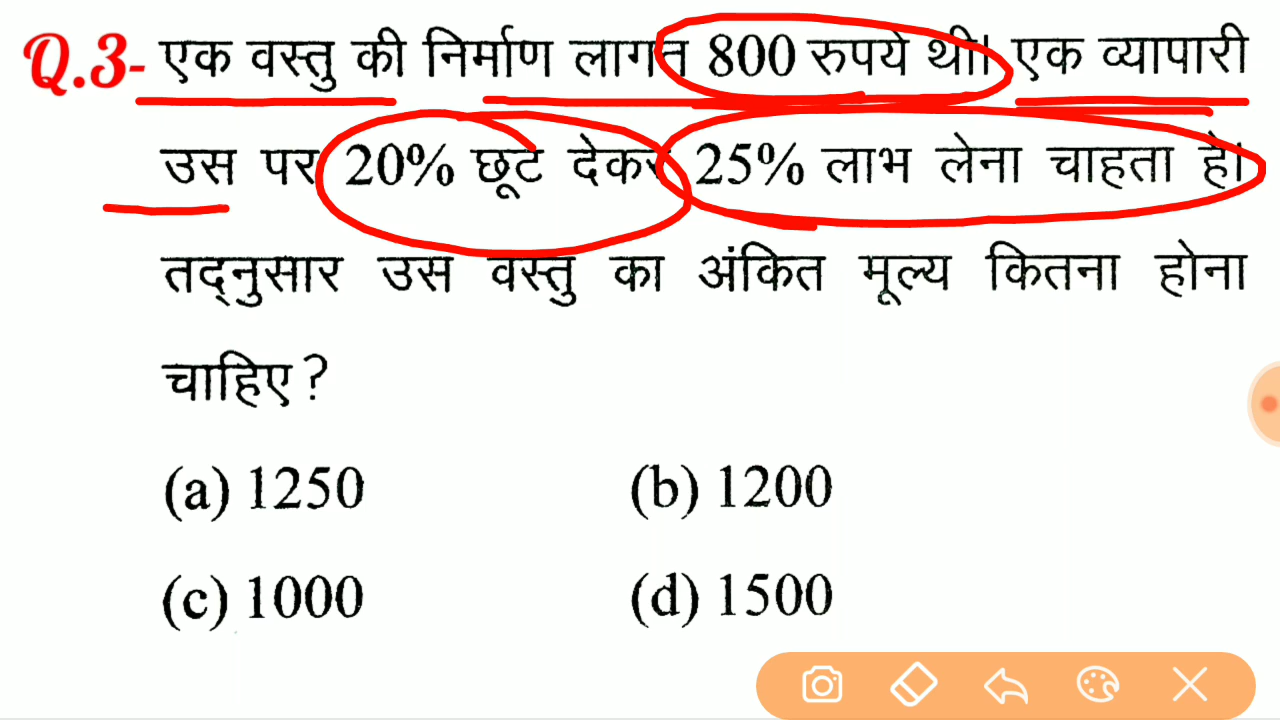 Q.3- एक वस्तु की निर्माण लागत 800 रुपये थी। एक व्यापारी
उस पर 20% छूट देकर 25% लाभ लेना चाहता है।
तद्नुसार उस वस्तु का अंकित मूल्य कितना होना
चाहिए?
(a) 1250 (b) 1200
(c) 1000 (d) 1500